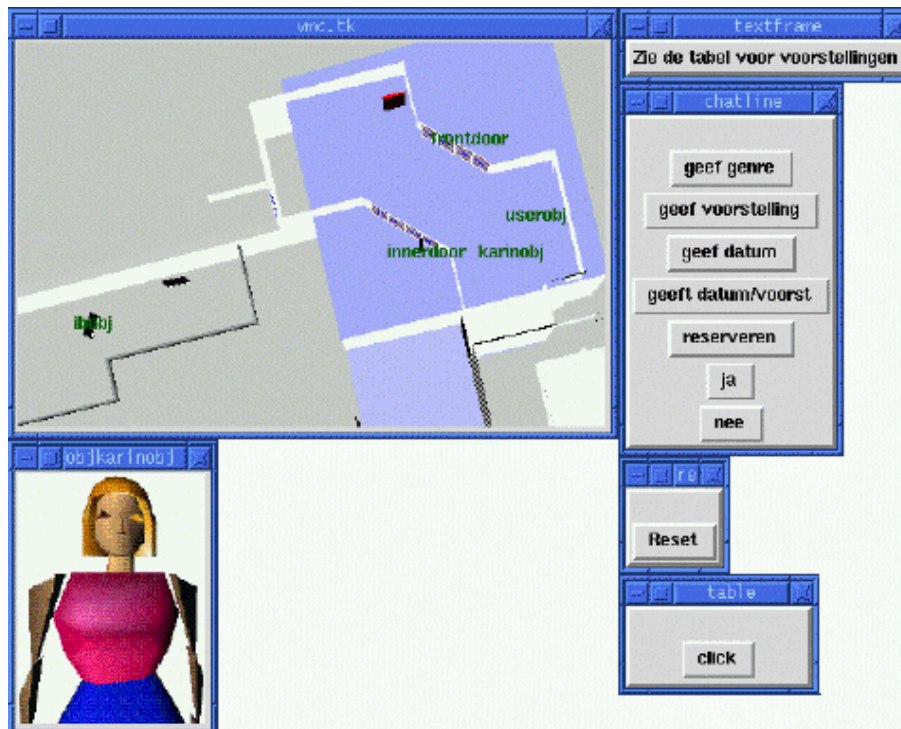 vmc.tk
frontdoor
userobj
innerdoor karinobj
objkarinobj
textframe
Zie de tabel voor voorstellingen
chatline
geef genre
geef voorstelling
geef datum
geeft datum/voorst
reserveren
ja
nee
re
Reset
table
click